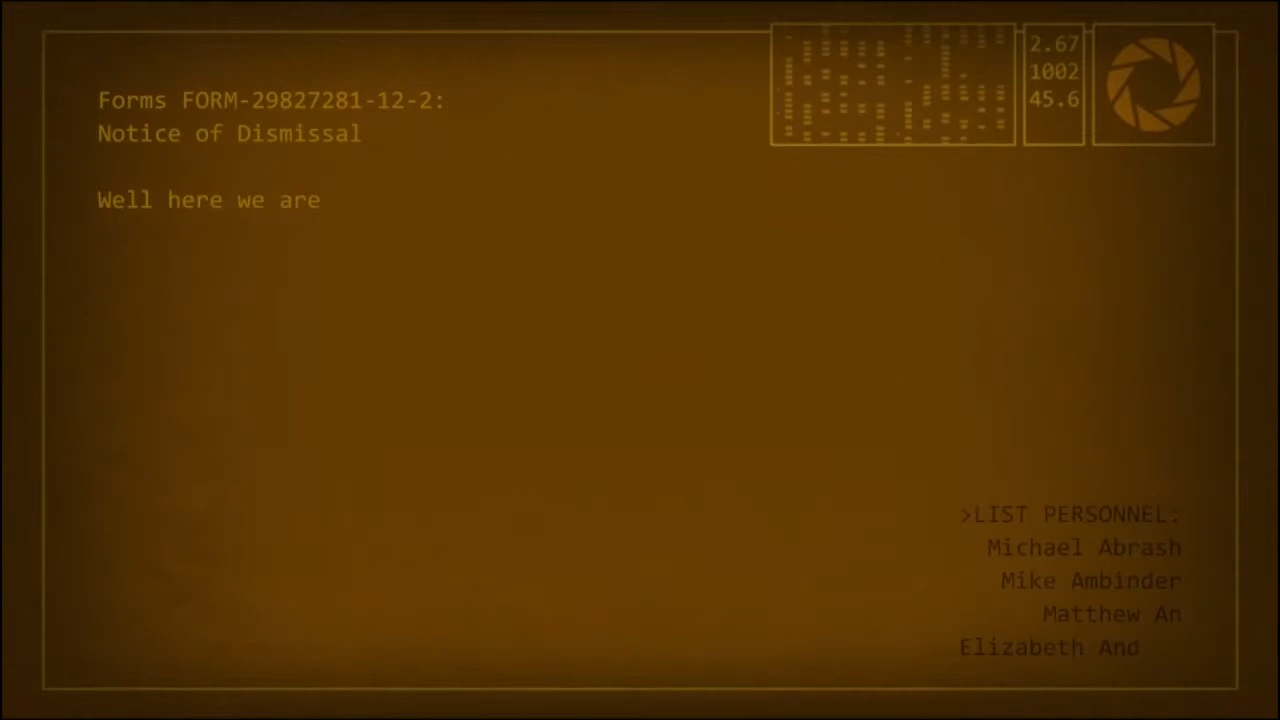 Forms FORM-29827281-12-2:
Notice of Dismissal
Well here we are
2.67
1002
45.6
>LIST PERSONNEL:
Michael Abrash
Mike Ambinder
Matthew An
Elizabeth And